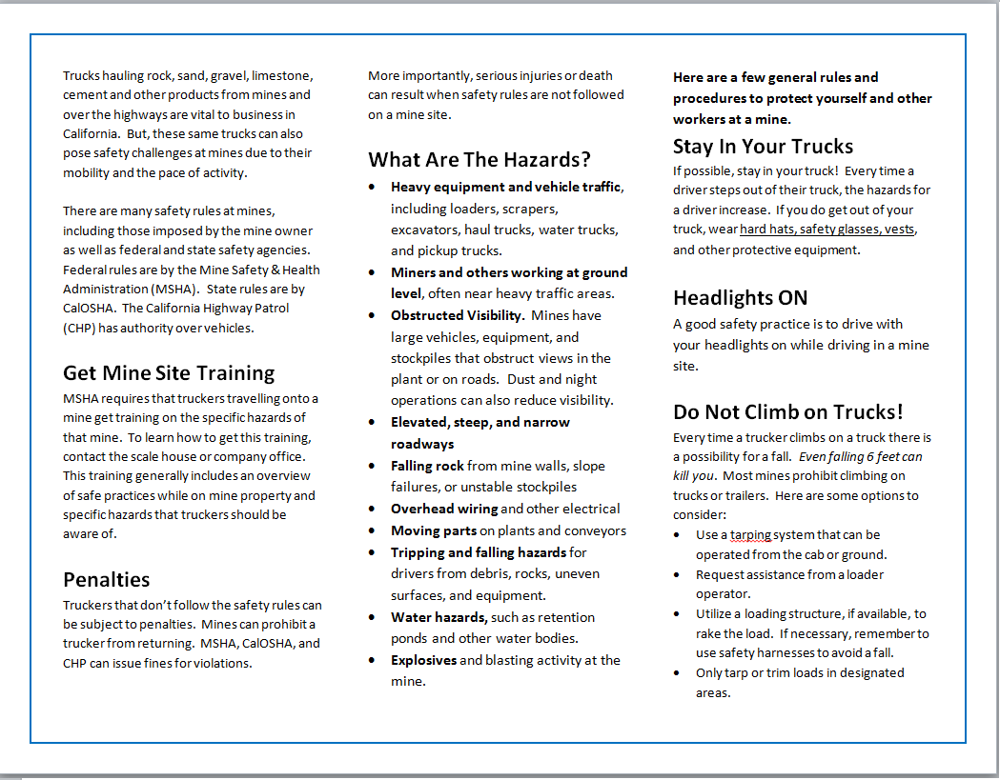 Trucks hauling rock, sand, gravel, limestone,
cement and other products from mines and
over the highways are vital to business in
California.  But, these same trucks can also
pose safety challenges at mines due to their
mobility and the pace of activity.
There are many safety rules at mines,
including those imposed by the mine owner
as well as federal and state safety agencies.
Federal rules are by the Mine Safety & Health
Administration (MSHA).  State rules are by
CalOSHA.  The California Highway Patrol
(CHP) has authority over vehicles.
Get Mine Site Training
MSHA requires that truckers travelling onto a
mine get training on the specific hazards of
that mine.  To learn how to get this training,
contact the scale house or company office.
This training generally includes an overview
of safe practices while on mine property and
specific hazards that truckers should be
aware of.
Penalties
Truckers that don't follow the safety rules can
be subject to penalties.  Mines can prohibit a
trucker from returning.  MSHA, CalOSHA, and
CHP can issue fines for violations.
More importantly, serious injuries or death
can result when safety rules are not followed
on a mine site.
What Are The Hazards?
• Heavy equipment and vehicle traffic,
including loaders, scrapers,
excavators, haul trucks, water trucks,
and pickup trucks.
• Miners and others working at ground
level, often near heavy traffic areas.
• Obstructed Visibility.  Mines have
large vehicles, equipment, and
stockpiles that obstruct views in the
plant or on roads.  Dust and night
operations can also reduce visibility.
• Elevated, steep, and narrow
roadways
• Falling rock from mine walls, slope
failures, or unstable stockpiles
• Overhead wiring and other electrical
• Moving parts on plants and conveyors
• Tripping and falling hazards for
drivers from debris, rocks, uneven
surfaces, and equipment.
• Water hazards, such as retention
ponds and other water bodies.
• Explosives and blasting activity at the
mine.
Here are a few general rules and
procedures to protect yourself and other
workers at a mine.
Stay In Your Trucks
If possible, stay in your truck!  Every time a
driver steps out of their truck, the hazards for
a driver increase.  If you do get out of your
truck, wear hard hats, safety glasses, vests,
and other protective equipment.
Headlights ON
A good safety practice is to drive with
your headlights on while driving in a mine
site.
Do Not Climb on Trucks!
Every time a trucker climbs on a truck there is
a possibility for a fall.  Even falling 6 feet can
kill you.  Most mines prohibit climbing on
trucks or trailers.  Here are some options to
consider:
• Use a tarping system that can be
operated from the cab or ground.
• Request assistance from a loader
operator.
• Utilize a loading structure, if available, to
rake the load.  If necessary, remember to
use safety harnesses to avoid a fall.
• Only tarp or trim loads in designated
areas.